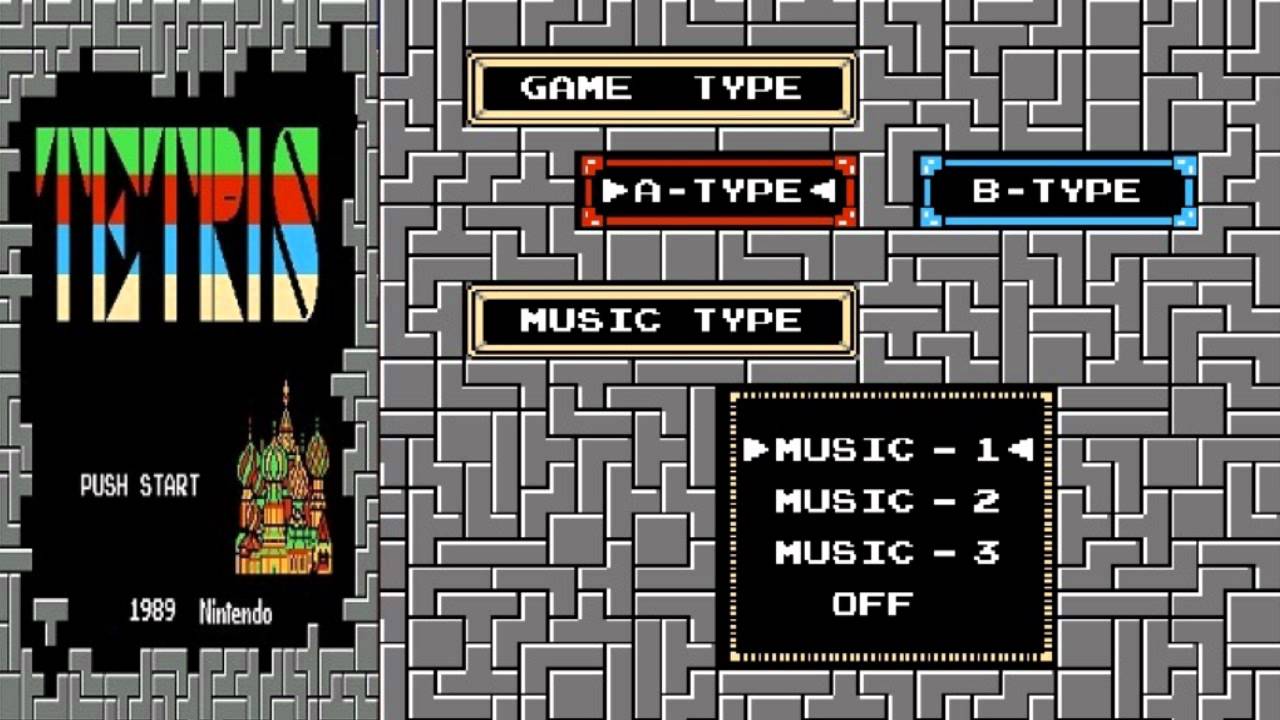 TETRIS
PUSH START
1989 Nintendo
GAME TYPE
A-TYPE
B-TYPE
MUSIC TYPE
MUSIC - 1
MUSIC - 2
MUSIC - 3
OFF